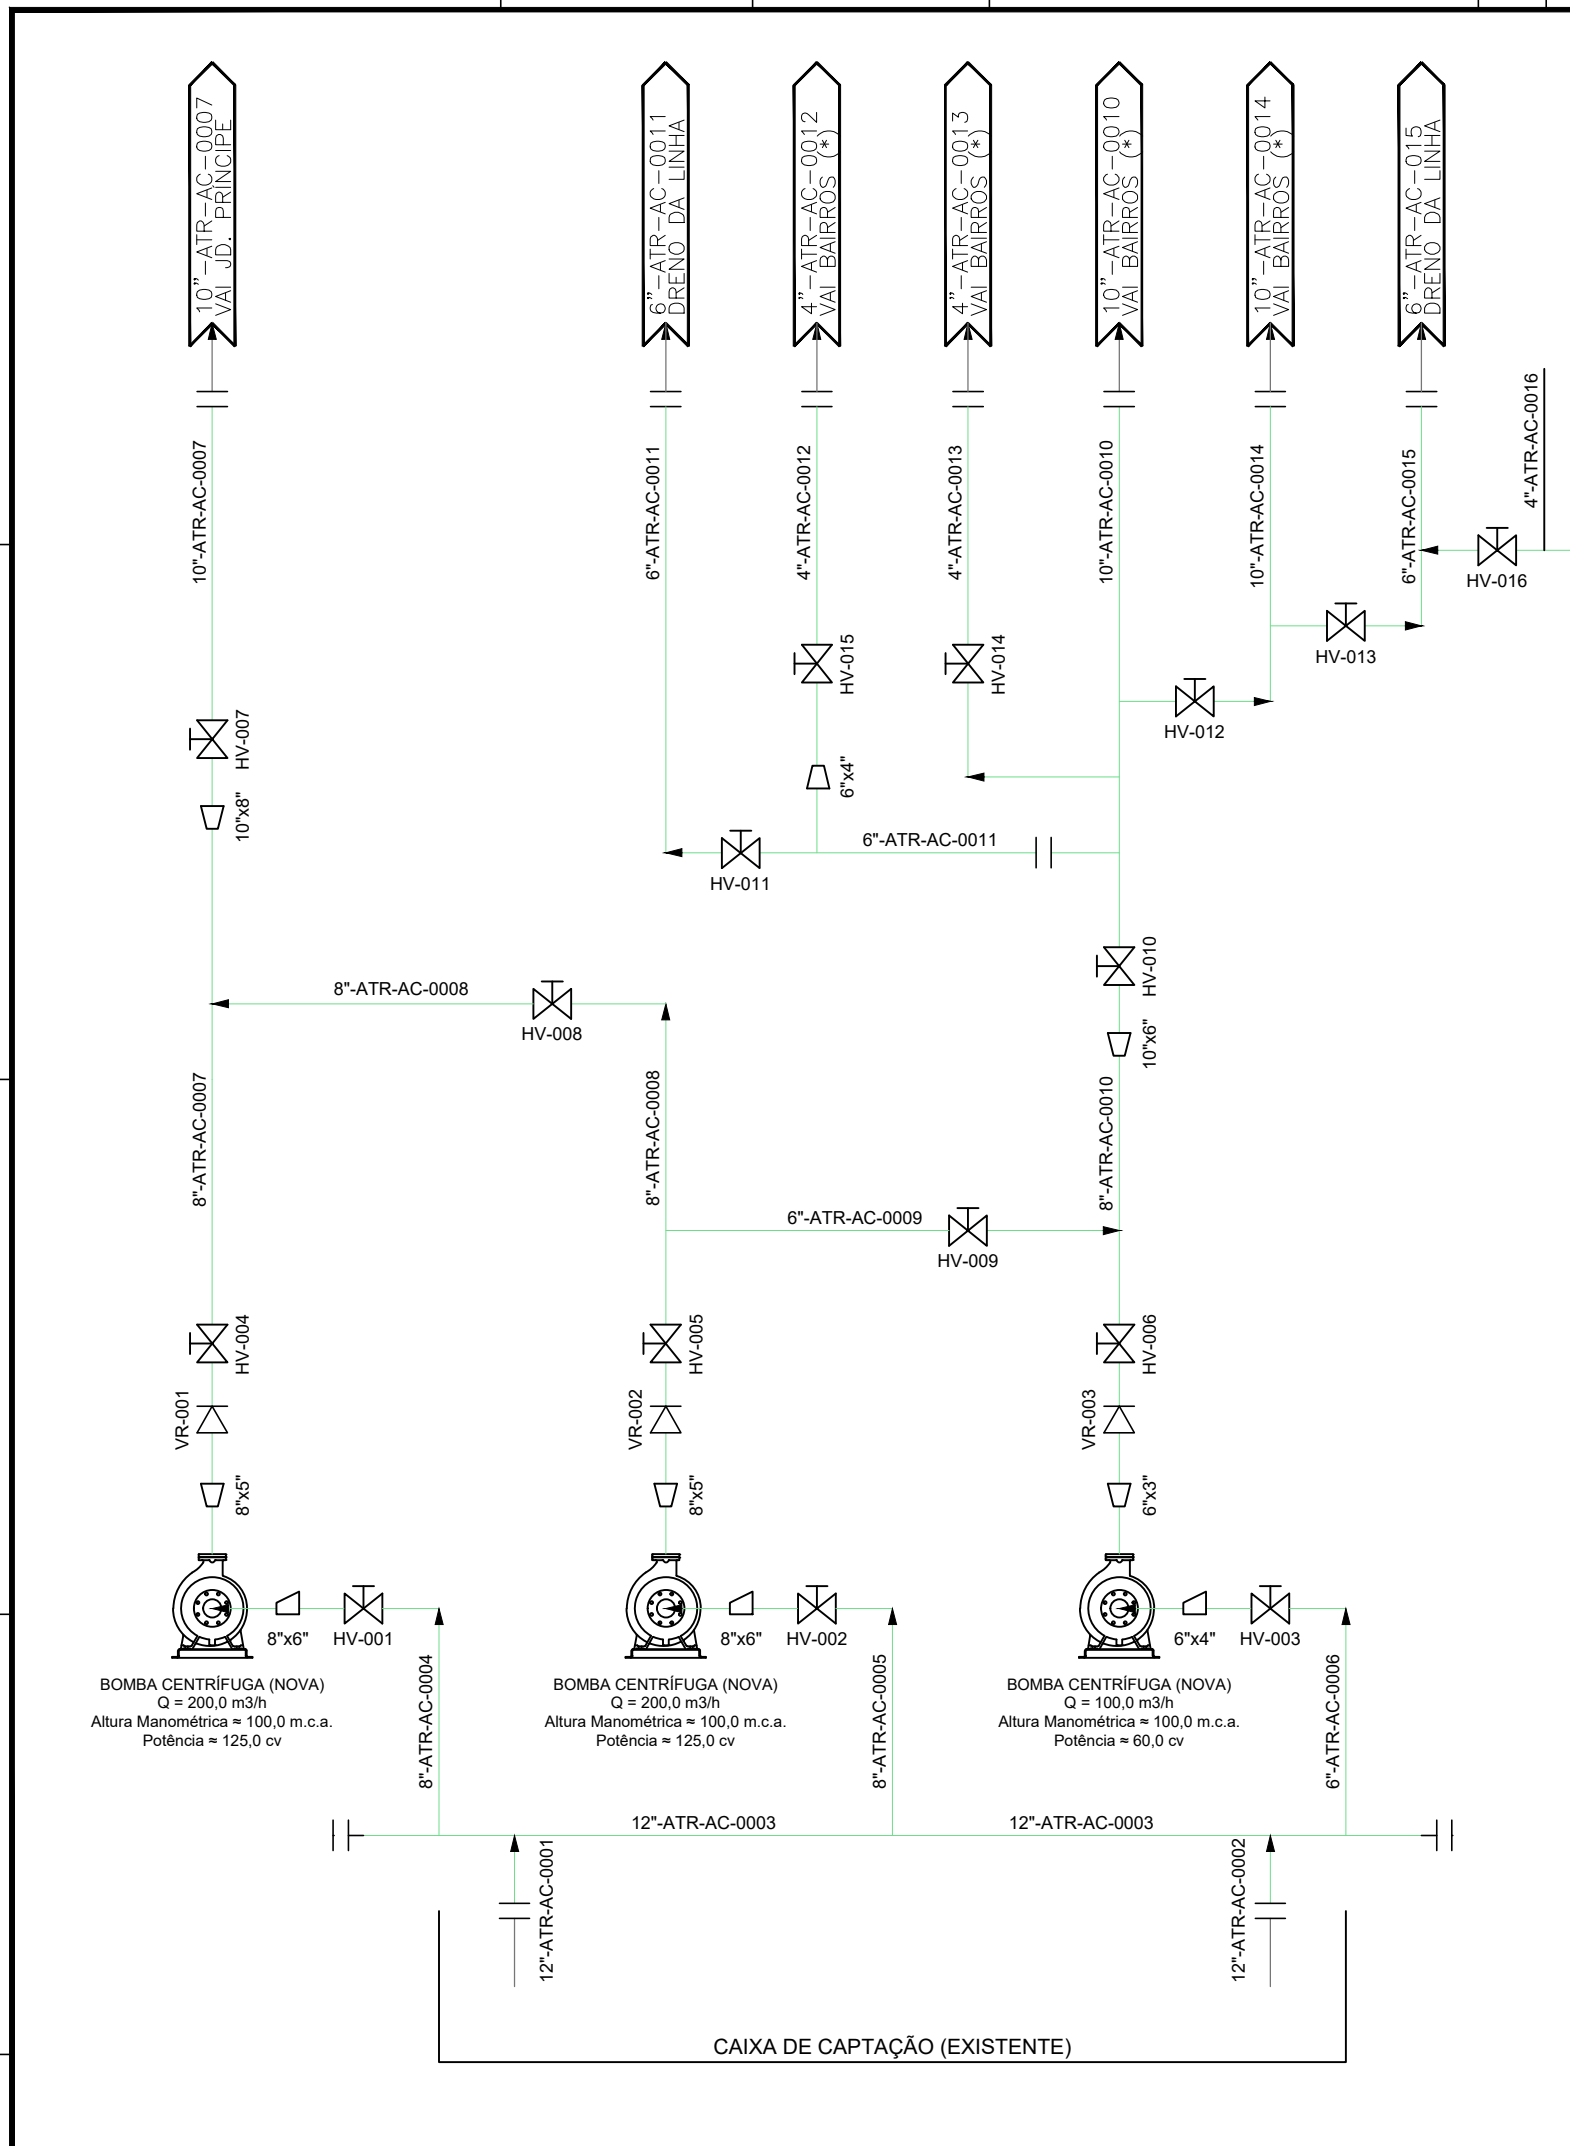 10"-ATR-AC-0007
VAI JD. PRÍNCIPE
6"-ATR-AC-0011
DRENO DA LINHA
4"-ATR-AC-0012
VAI BAIRROS (*)
4"-ATR-AC-0013
VAI BAIRROS (*)
10"-ATR-AC-0010
VAI BAIRROS (*)
10"-ATR-AC-0014
VAI BAIRROS (*)
6"-ATR-AC-015
DRENO DA LINHA
10"-ATR-AC-0007
6"-ATR-AC-0011
4"-ATR-AC-0012
4"-ATR-AC-0013
10"-ATR-AC-0010
10"-ATR-AC-0014
6"-ATR-AC-0015
4"-ATR-AC-0016
HV-016
HV-013
HV-015
HV-014
HV-012
HV-007
10"x8"
6"x4"
6"-ATR-AC-0011
HV-011
HV-010
8"-ATR-AC-0008
HV-008
10"x6"
8"-ATR-AC-0007
8"-ATR-AC-0008
8"-ATR-AC-0010
6"-ATR-AC-0009
HV-009
HV-004
HV-005
HV-006
VR-001
VR-002
VR-003
8"x5"
8"x5"
6"x3"
8"x6"
HV-001
8"x6"
HV-002
6"x4"
HV-003
BOMBA CENTRÍFUGA (NOVA)
Q = 200,0 m3/h
Altura Manométrica ≈ 100,0 m.c.a.
Potência ≈ 125,0 cv
8"-ATR-AC-0004
BOMBA CENTRÍFUGA (NOVA)
Q = 200,0 m3/h
Altura Manométrica ≈ 100,0 m.c.a.
Potência ≈ 125,0 cv
8"-ATR-AC-0005
BOMBA CENTRÍFUGA (NOVA)
Q = 100,0 m3/h
Altura Manométrica ≈ 100,0 m.c.a.
Potência ≈ 60,0 cv
6"-ATR-AC-0006
12"-ATR-AC-0003
12"-ATR-AC-0003
12"-ATR-AC-0001
12"-ATR-AC-0002
CAIXA DE CAPTAÇÃO (EXISTENTE)